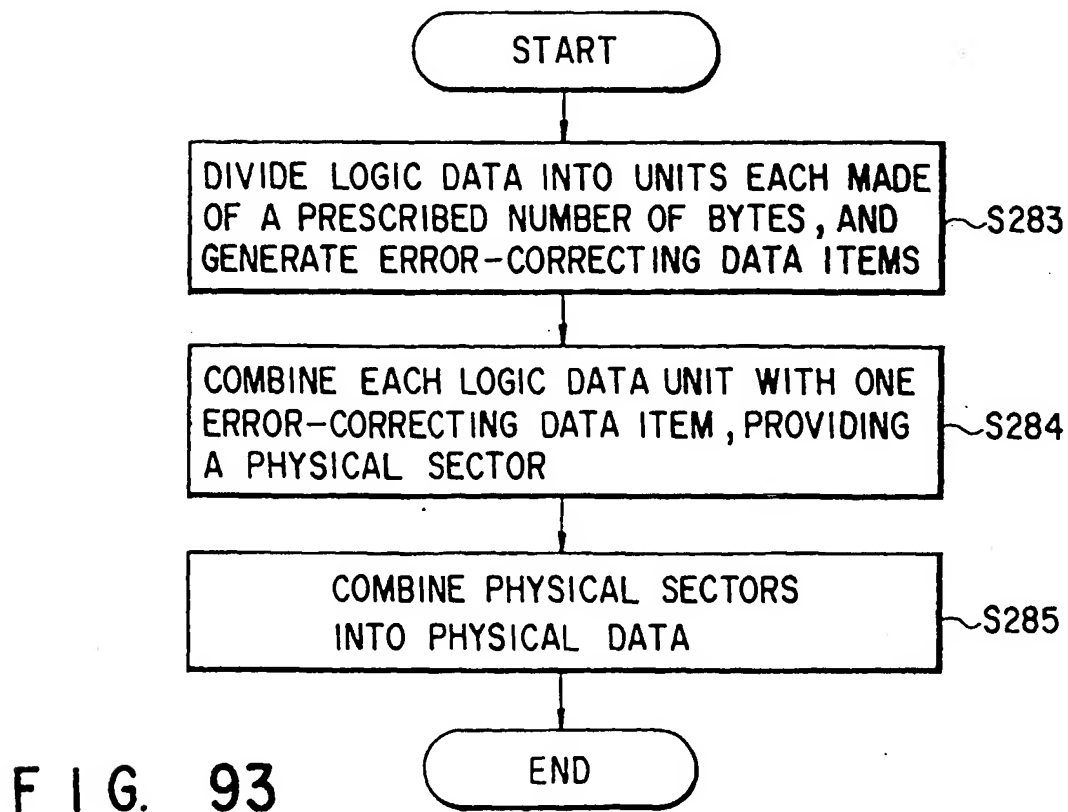 START
DIVIDE LOGIC DATA INTO UNITS EACH MADE
OF A PRESCRIBED NUMBER OF BYTES, AND
GENERATE ERROR-CORRECTING DATA ITEMS
S283
COMBINE EACH LOGIC DATA UNIT WITH ONE
ERROR-CORRECTING DATA ITEM, PROVIDING
A PHYSICAL SECTOR
S284
COMBINE PHYSICAL SECTORS
INTO PHYSICAL DATA
S285
END
FIG. 93